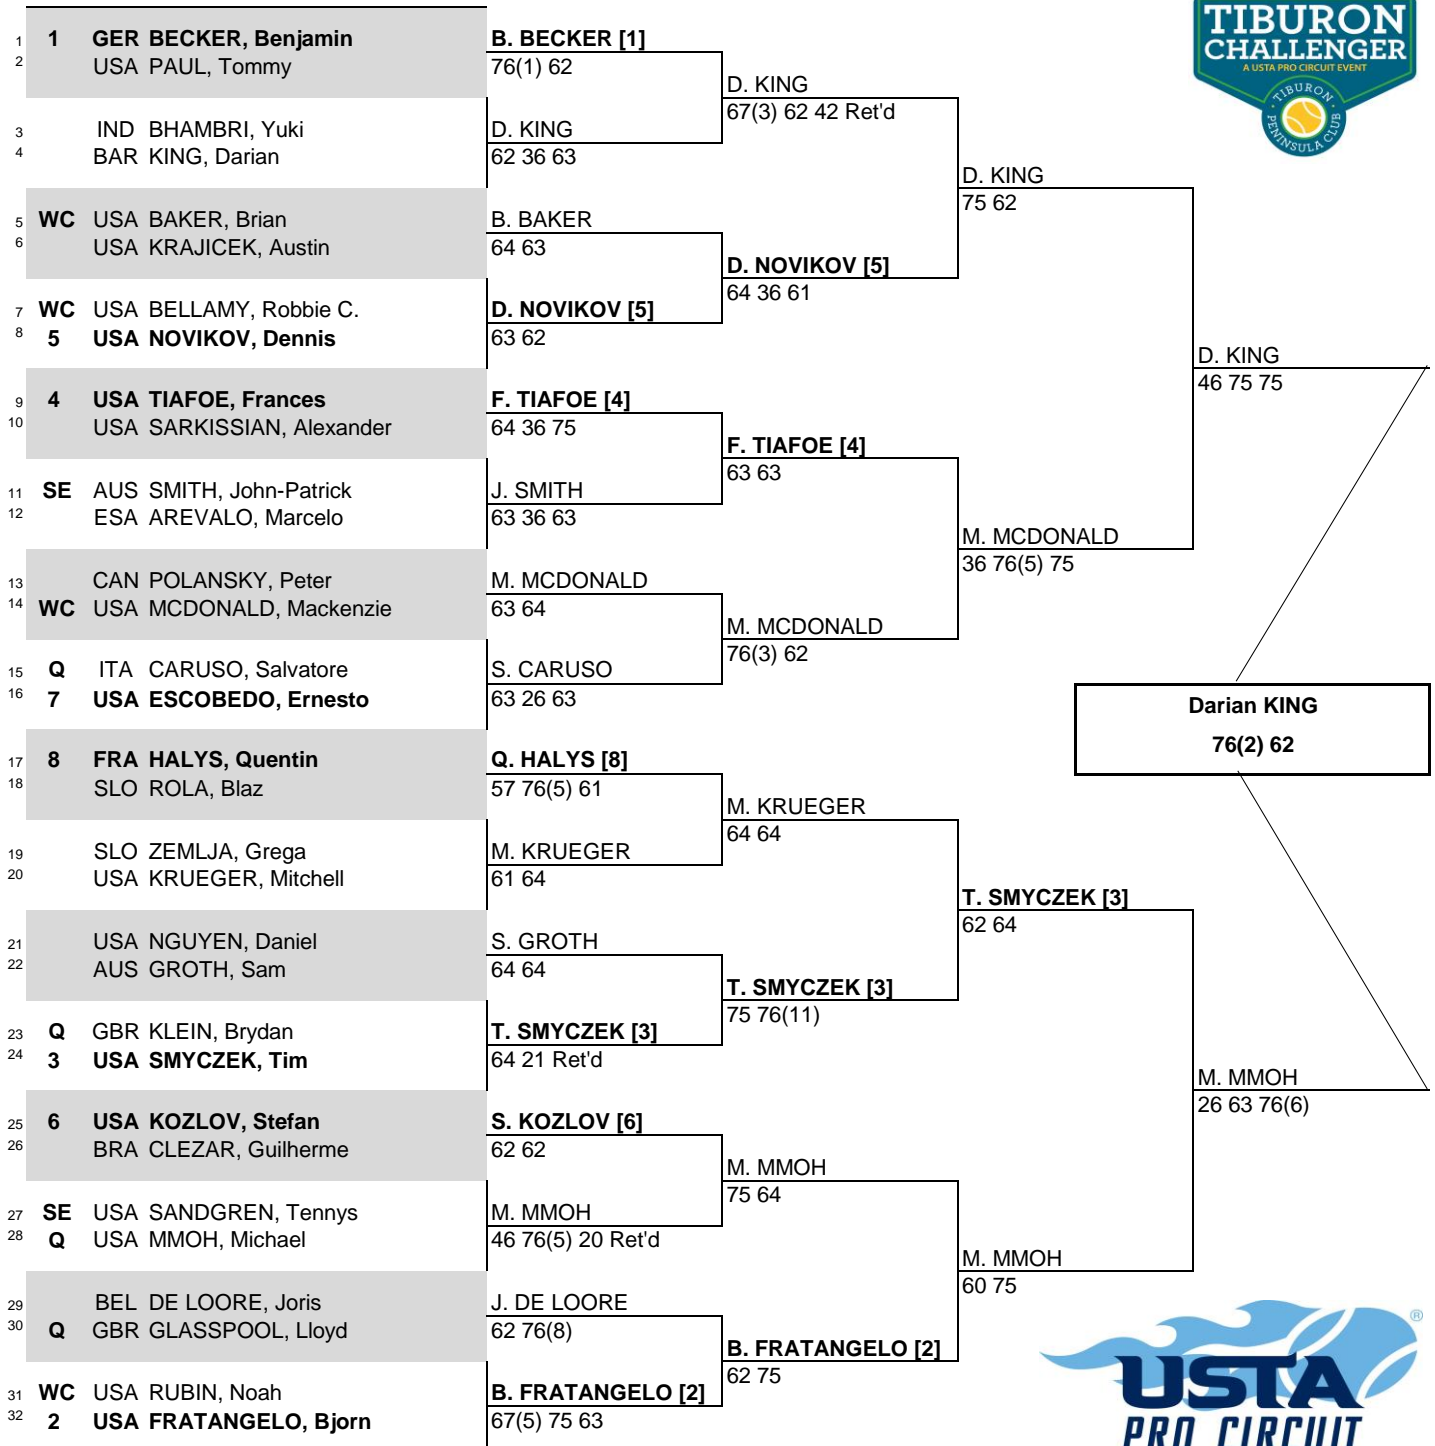 TIBURON
CHALLENGER
A USTA PRO CIRCUIT EVENT
TIBURON
PENINSULA CLUB
1 1 GER BECKER, Benjamin
2 USA PAUL, Tommy
3 IND BHAMBRI, Yuki
4 BAR KING, Darian
5 WC USA BAKER, Brian
6 USA KRAJICEK, Austin
7 WC USA BELLAMY, Robbie C.
8 5 USA NOVIKOV, Dennis
9 4 USA TIAFOE, Frances
10 USA SARKISSIAN, Alexander
11 SE AUS SMITH, John-Patrick
12 ESA AREVALO, Marcelo
13 CAN POLANSKY, Peter
14 WC USA MCDONALD, Mackenzie
15 Q ITA CARUSO, Salvatore
16 7 USA ESCOBEDO, Ernesto
17 8 FRA HALYS, Quentin
18 SLO ROLA, Blaz
19 SLO ZEMLJA, Grega
20 USA KRUEGER, Mitchell
21 USA NGUYEN, Daniel
22 AUS GROTH, Sam
23 Q GBR KLEIN, Brydan
24 3 USA SMYCZEK, Tim
25 6 USA KOZLOV, Stefan
26 BRA CLEZAR, Guilherme
27 SE USA SANDGREN, Tennys
28 Q USA MMOH, Michael
29 BEL DE LOORE, Joris
30 Q GBR GLASSPOOL, Lloyd
31 WC USA RUBIN, Noah
32 2 USA FRATANGELO, Bjorn
B. BECKER [1]
76(1) 62
D. KING
62 36 63
B. BAKER
64 63
D. NOVIKOV [5]
63 62
F. TIAFOE [4]
64 36 75
J. SMITH
63 36 63
M. MCDONALD
63 64
S. CARUSO
63 26 63
Q. HALYS [8]
57 76(5) 61
M. KRUEGER
61 64
S. GROTH
64 64
T. SMYCZEK [3]
64 21 Ret'd
S. KOZLOV [6]
62 62
M. MMOH
46 76(5) 20 Ret'd
J. DE LOORE
62 76(8)
B. FRATANGELO [2]
67(5) 75 63
D. KING
67(3) 62 42 Ret'd
D. NOVIKOV [5]
64 36 61
F. TIAFOE [4]
63 63
M. MCDONALD
76(3) 62
M. KRUEGER
64 64
T. SMYCZEK [3]
75 76(11)
M. MMOH
75 64
B. FRATANGELO [2]
62 75
D. KING
75 62
M. MCDONALD
36 76(5) 75
T. SMYCZEK [3]
62 64
M. MMOH
60 75
D. KING
46 75 75
M. MMOH
26 63 76(6)
Darian KING
76(2) 62
®
USTA
PRO CIRCUIT